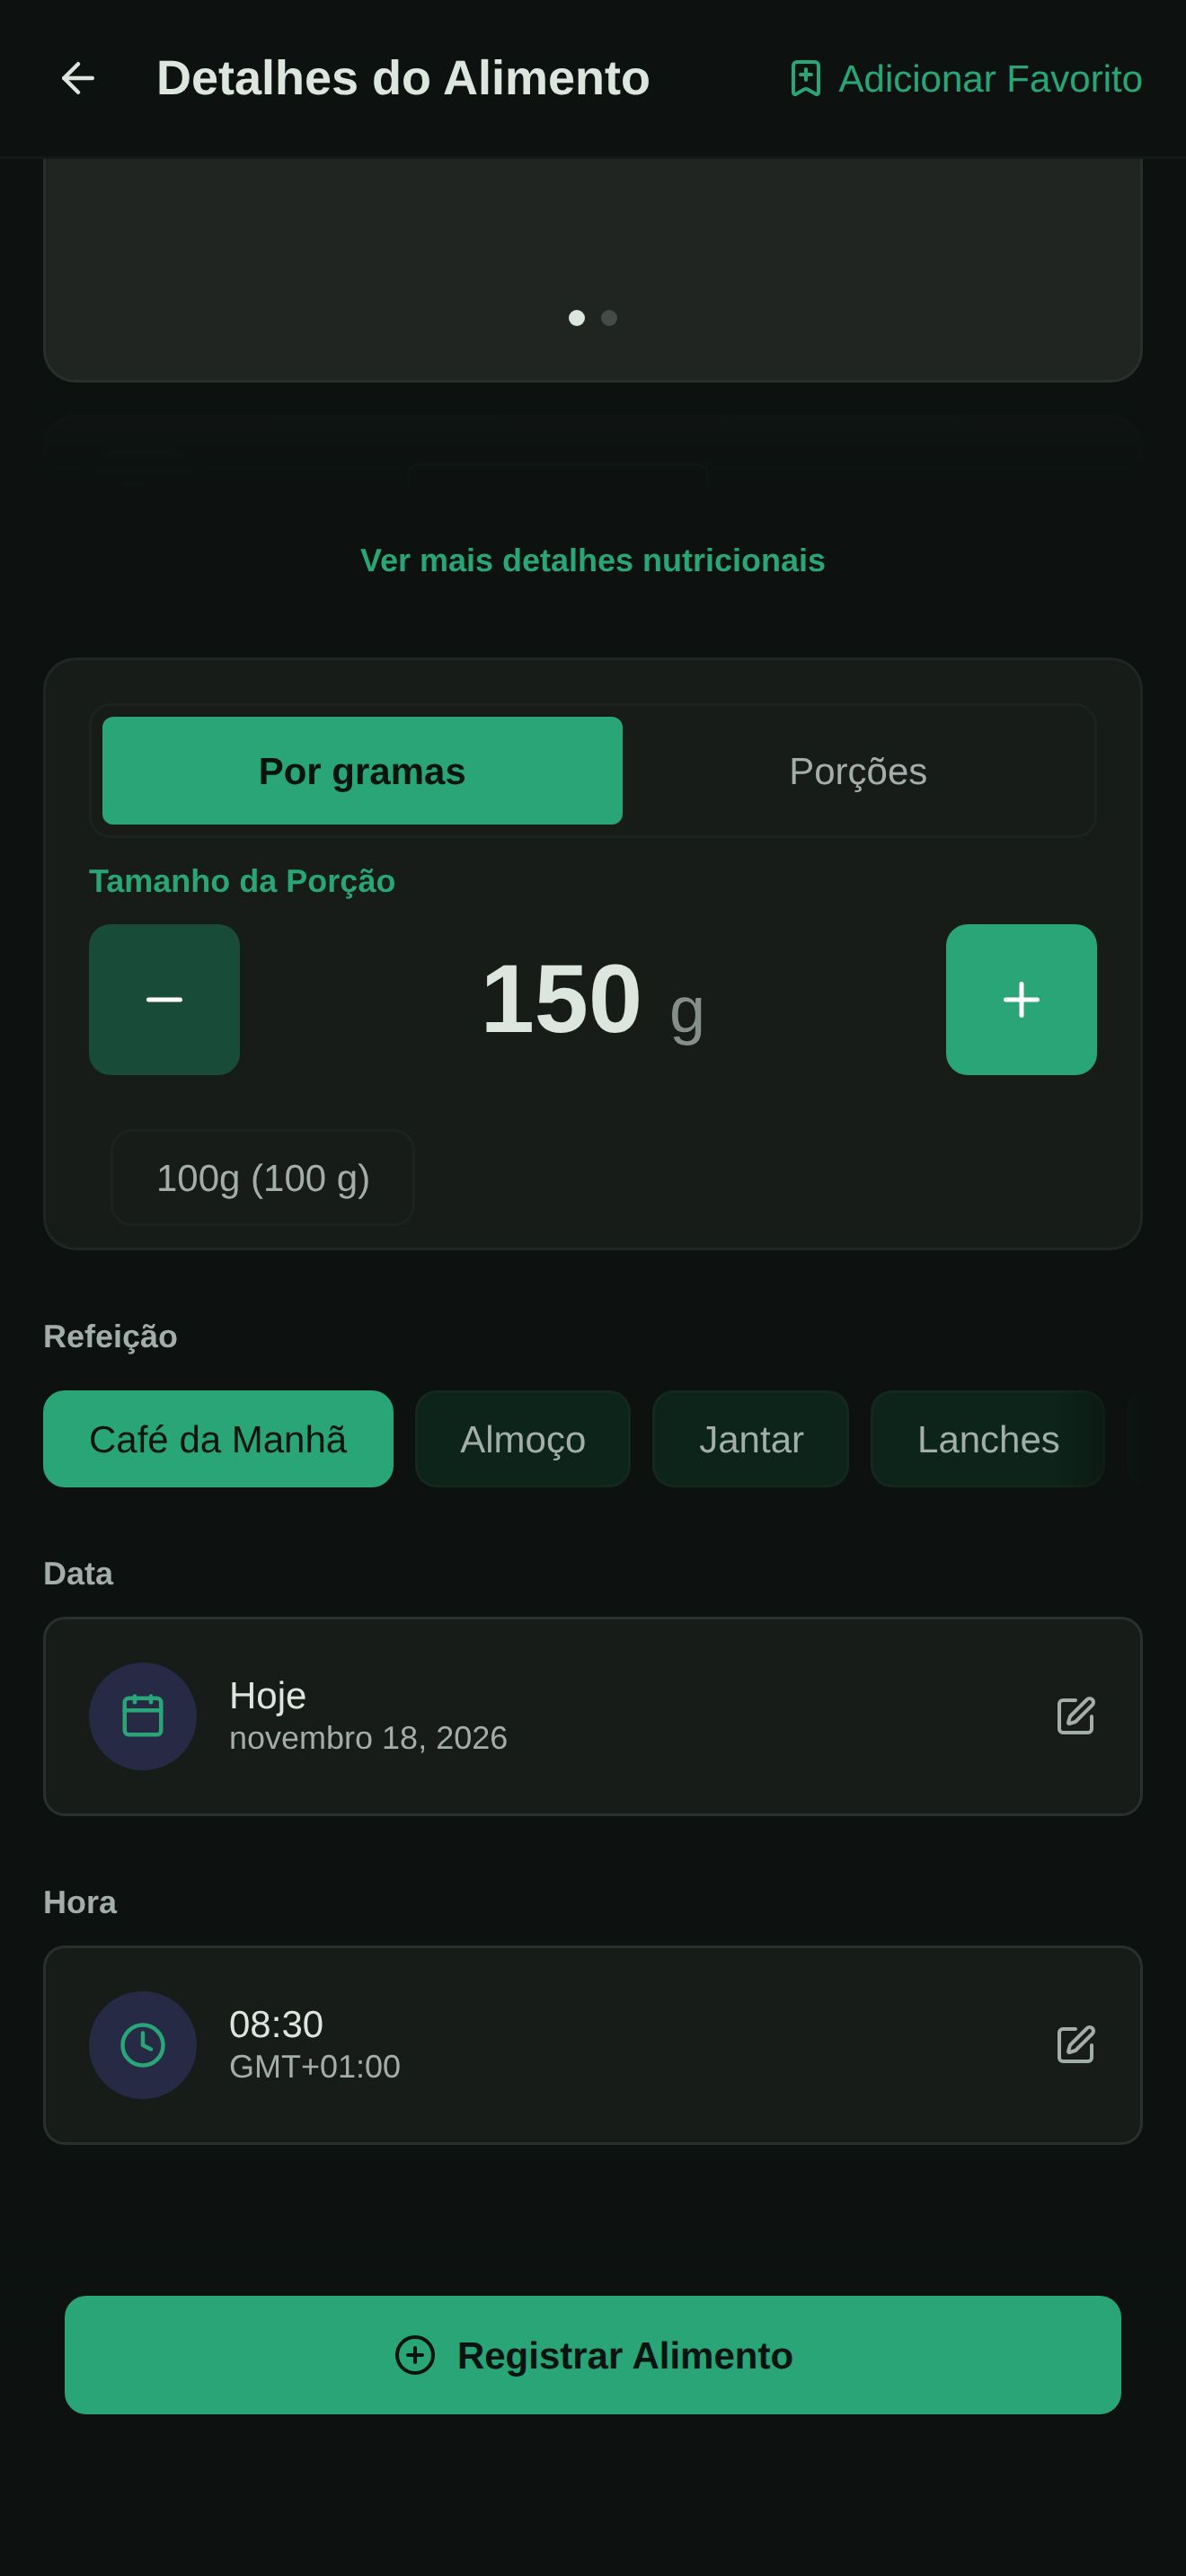 Detalhes do Alimento
Adicionar Favorito
Ver mais detalhes nutricionais
Por gramas
Porções
Tamanho da Porção
150 g
100g (100 g)
Refeição
Café da Manhã
Almoço
Jantar
Lanches
Data
Hoje
novembro 18, 2026
Hora
08:30
GMT+01:00
Registrar Alimento